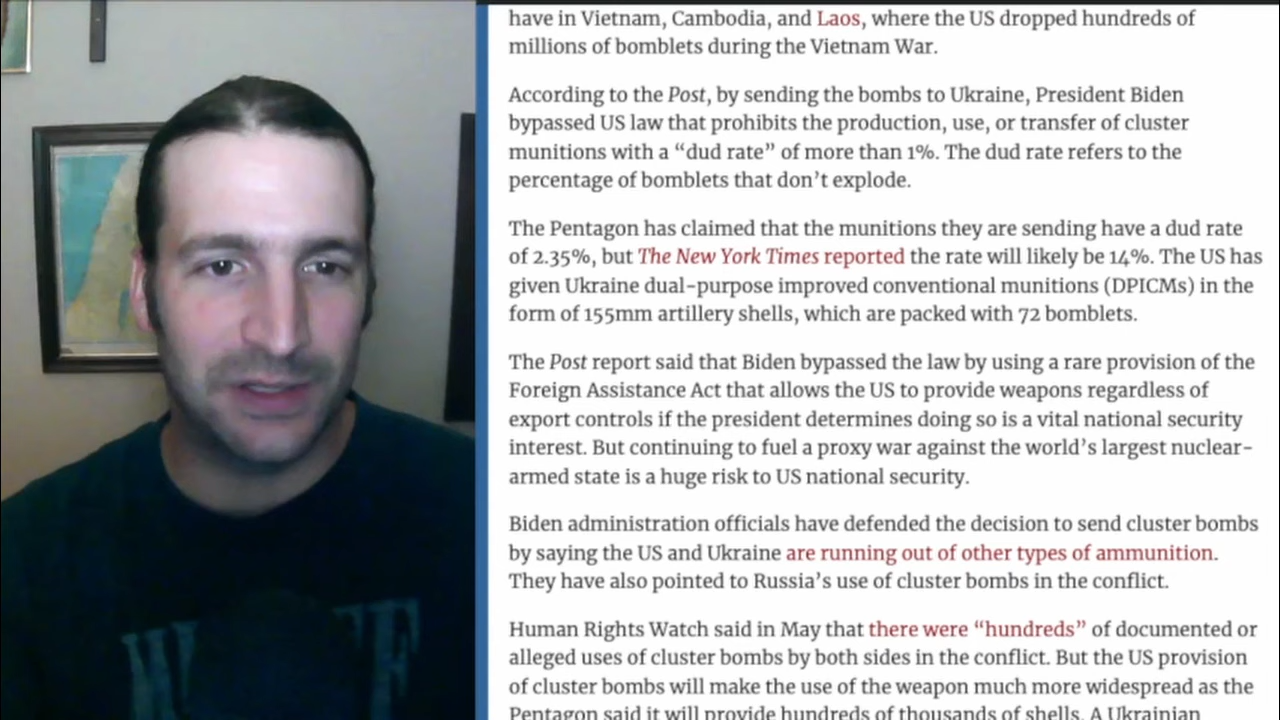 have in Vietnam, Cambodia, and Laos, where the US dropped hundreds of
millions of bomblets during the Vietnam War.
According to the Post, by sending the bombs to Ukraine, President Biden
bypassed US law that prohibits the production, use, or transfer of cluster
munitions with a “dud rate” of more than 1%. The dud rate refers to the
percentage of bomblets that don’t explode.
The Pentagon has claimed that the munitions they are sending have a dud rate
of 2.35%, but The New York Times reported the rate will likely be 14%. The US has
given Ukraine dual-purpose improved conventional munitions (DPICMs) in the
form of 155mm artillery shells, which are packed with 72 bomblets.
The Post report said that Biden bypassed the law by using a rare provision of the
Foreign Assistance Act that allows the US to provide weapons regardless of
export controls if the president determines doing so is a vital national security
interest. But continuing to fuel a proxy war against the world’s largest nuclear-
armed state is a huge risk to US national security.
Biden administration officials have defended the decision to send cluster bombs
by saying the US and Ukraine are running out of other types of ammunition.
They have also pointed to Russia’s use of cluster bombs in the conflict.
Human Rights Watch said in May that there were “hundreds” of documented or
alleged uses of cluster bombs by both sides in the conflict. But the US provision
of cluster bombs will make the use of the weapon much more widespread as the
Pentagon said it will provide hundreds of thousands of shells. A Ukrainian